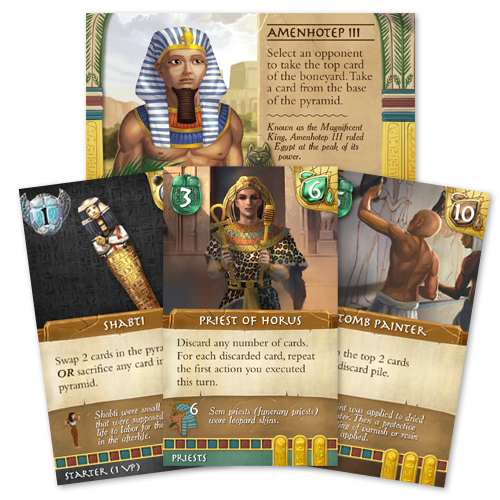 AMENHOTEP III
Select an opponent
to take the top card
of the boneyard. Take
a card from the base
of the pyramid.
Known as the Magnificent
King, Amenhotep III ruled
Egypt at the peak of its
power.
1
SHABTI
Swap 2 cards in the
OR sacrifice any card in
pyramid.
Shabti were small
that were
life to labor for the
in the afterlife.
STARTER (1 VP)
3
6
PRIEST OF HORUS
Discard any number of cards.
For each discarded card, repeat
the first action you executed
this turn.
6
Sem priests (funerary priests)
wore leopard skins.
PRIESTS
10
TOMB PAINTER
the top 2 cards
discard pile.
was applied to dried
Then a protective
of varnish or resin
applied.